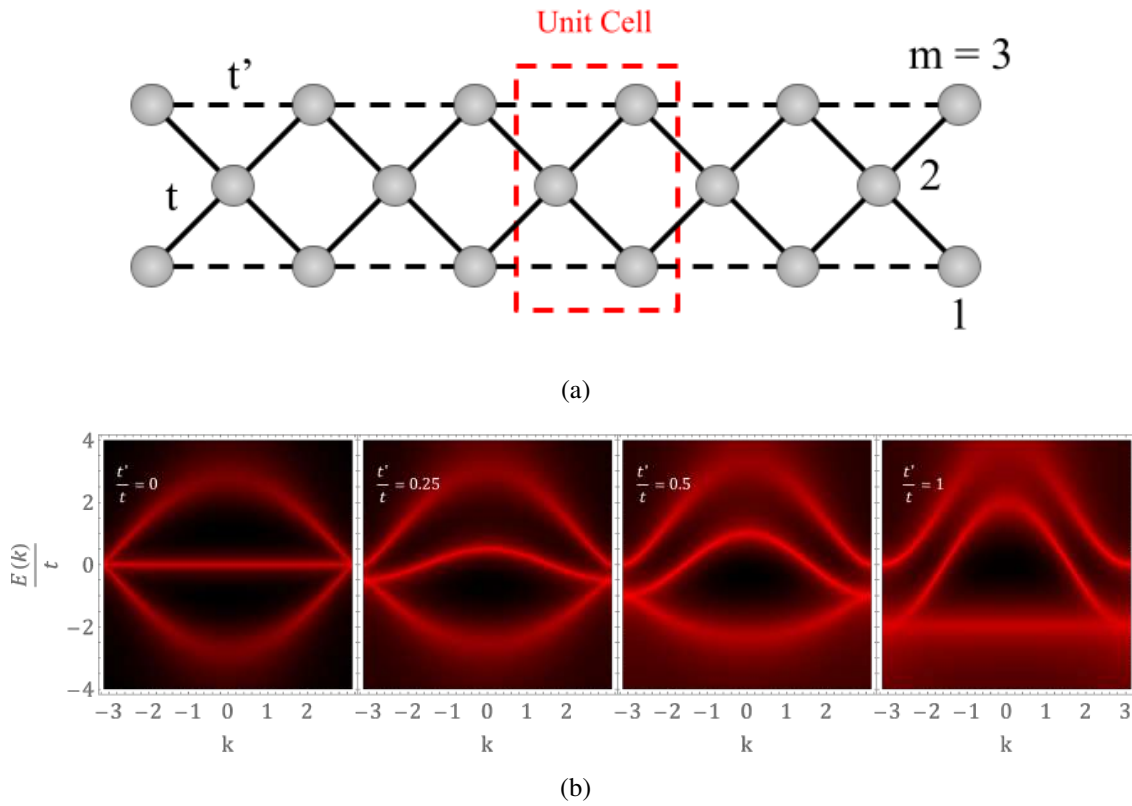 Unit Cell
t'
m = 3
t
2
1
(a)
t'/t = 0
t'/t = 0.25
t'/t = 0.5
t'/t = 1
E(k)/t
4
2
0
−2
−4
−3 −2 −1 0 1 2
−3 −2 −1 0 1 2
−3 −2 −1 0 1 2
−3 −2 −1 0 1 2 3
k
k
k
k
(b)